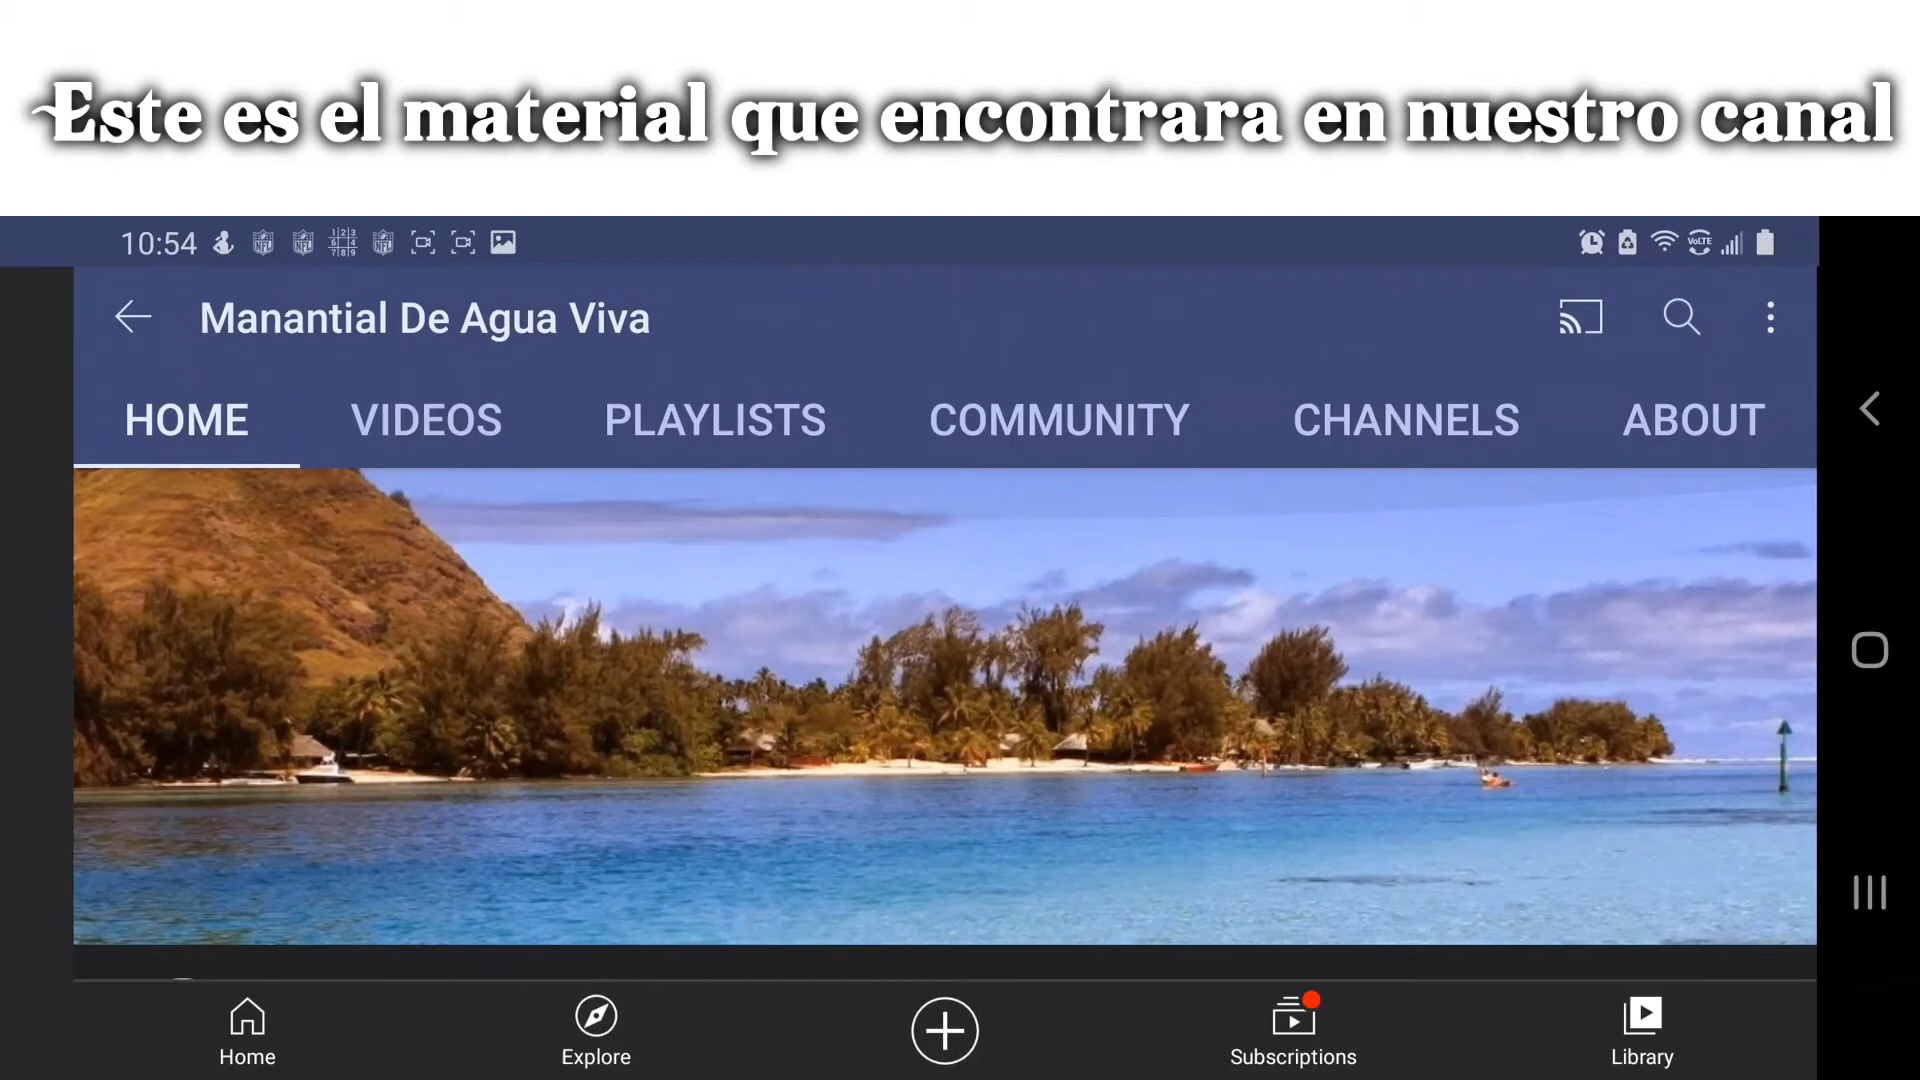 Este es el material que encontrara en nuestro canal
10:54
Manantial De Agua Viva
HOME VIDEOS PLAYLISTS COMMUNITY CHANNELS ABOUT
Home Explore Subscriptions Library